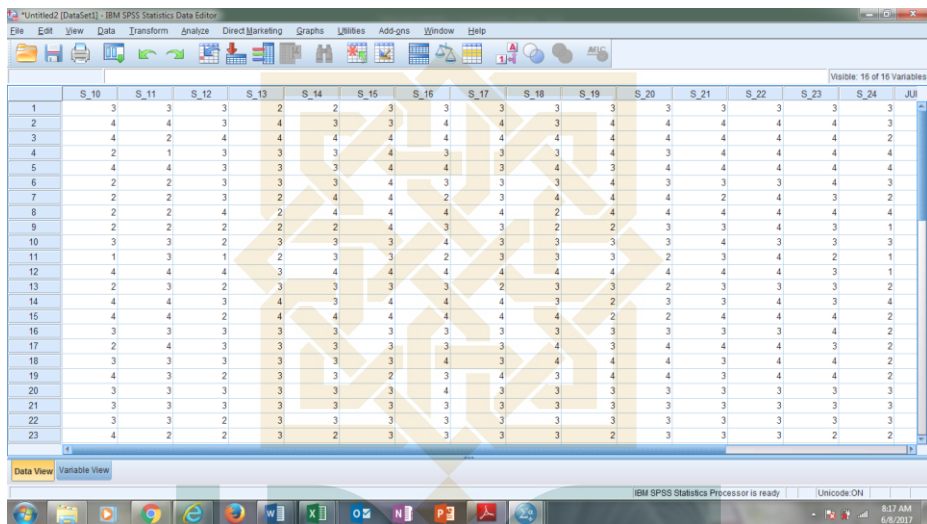 *Untitled2 [DataSet1] - IBM SPSS Statistics Data Editor
File Edit View Data Transform Analyze Direct Marketing Graphs Utilities Add-ons Window Help
Visible: 16 of 16 Variables
S_10 S_11 S_12 S_13 S_14 S_15 S_16 S_17 S_18 S_19 S_20 S_21 S_22 S_23 S_24 JUI
1 3 3 3 2 2 3 3 3 3 3 3 3 3 3 3
2 4 4 3 4 3 3 4 4 3 4 4 4 4 4 3
3 4 2 4 4 4 4 4 4 4 4 4 4 4 4 2
4 2 1 3 3 3 4 3 3 3 4 3 4 4 4 4
5 4 4 3 3 3 4 4 3 4 3 4 4 4 4 4
6 2 2 3 3 3 4 3 3 3 4 3 3 3 4 3
7 2 2 3 2 4 4 2 3 4 4 4 2 4 3 2
8 2 2 4 2 4 4 4 4 2 4 4 4 4 4 4
9 2 2 2 2 2 4 3 3 2 2 3 3 4 3 1
10 3 3 2 3 3 3 4 3 3 3 3 4 3 3 3
11 1 3 1 2 3 3 2 3 3 3 2 3 4 2 1
12 4 4 4 3 4 4 4 4 4 4 4 4 4 3 1
13 2 3 2 3 3 3 3 2 3 3 2 3 3 3 2
14 4 4 3 4 3 4 4 4 3 2 3 3 4 3 4
15 4 4 2 4 4 4 4 4 4 2 2 4 4 4 2
16 3 3 3 3 3 3 3 3 3 3 3 3 3 4 2
17 2 4 3 3 3 3 3 3 4 3 4 4 3 4 2
18 3 3 3 3 3 3 4 3 4 4 4 3 4 4 2
19 4 3 2 3 3 2 3 4 3 4 4 3 4 4 2
20 3 3 3 3 3 3 4 3 3 3 3 3 3 3 3
21 3 3 3 3 3 3 3 3 3 3 3 3 3 3 3
22 3 3 2 3 3 3 3 3 3 3 3 3 3 3 2
23 4 2 2 3 2 3 3 3 3 2 3 3 3 2 2
Data View Variable View
IBM SPSS Statistics Processor is ready Unicode:ON
8:17 AM
6/8/2017